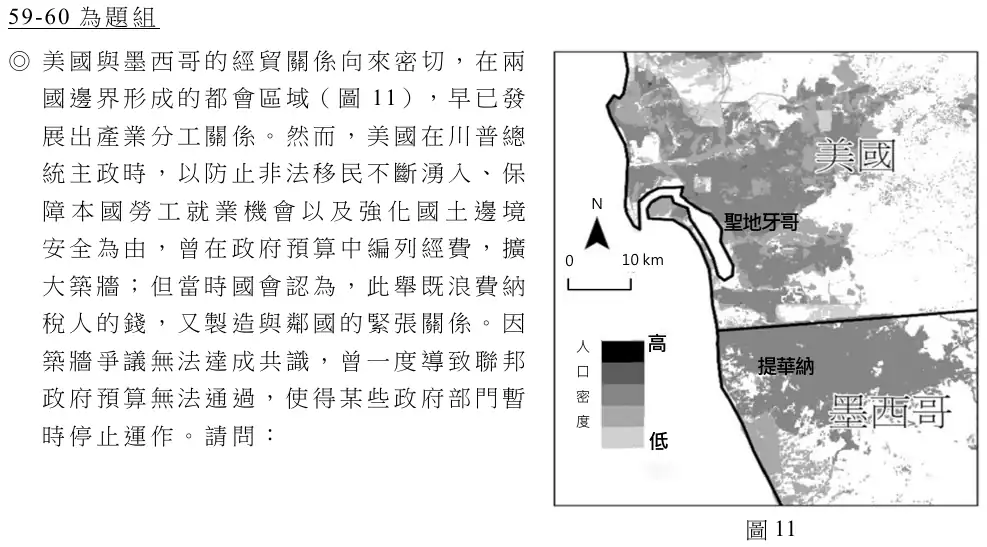 59-60 為題組
◎ 美國與墨西哥的經貿關係向來密切，在兩
國邊界形成的都會區域（圖 11），早已發
展出產業分工關係。然而，美國在川普總
統主政時，以防止非法移民不斷湧入、保
障本國勞工就業機會以及強化國土邊境
安全為由，曾在政府預算中編列經費，擴
大築牆；但當時國會認為，此舉既浪費納
稅人的錢，又製造與鄰國的緊張關係。因
築牆爭議無法達成共識，曾一度導致聯邦
政府預算無法通過，使得某些政府部門暫
時停止運作。請問：
美國
聖地牙哥
N
0 10 km
人口密度
高
低
提華納
墨西哥
圖 11